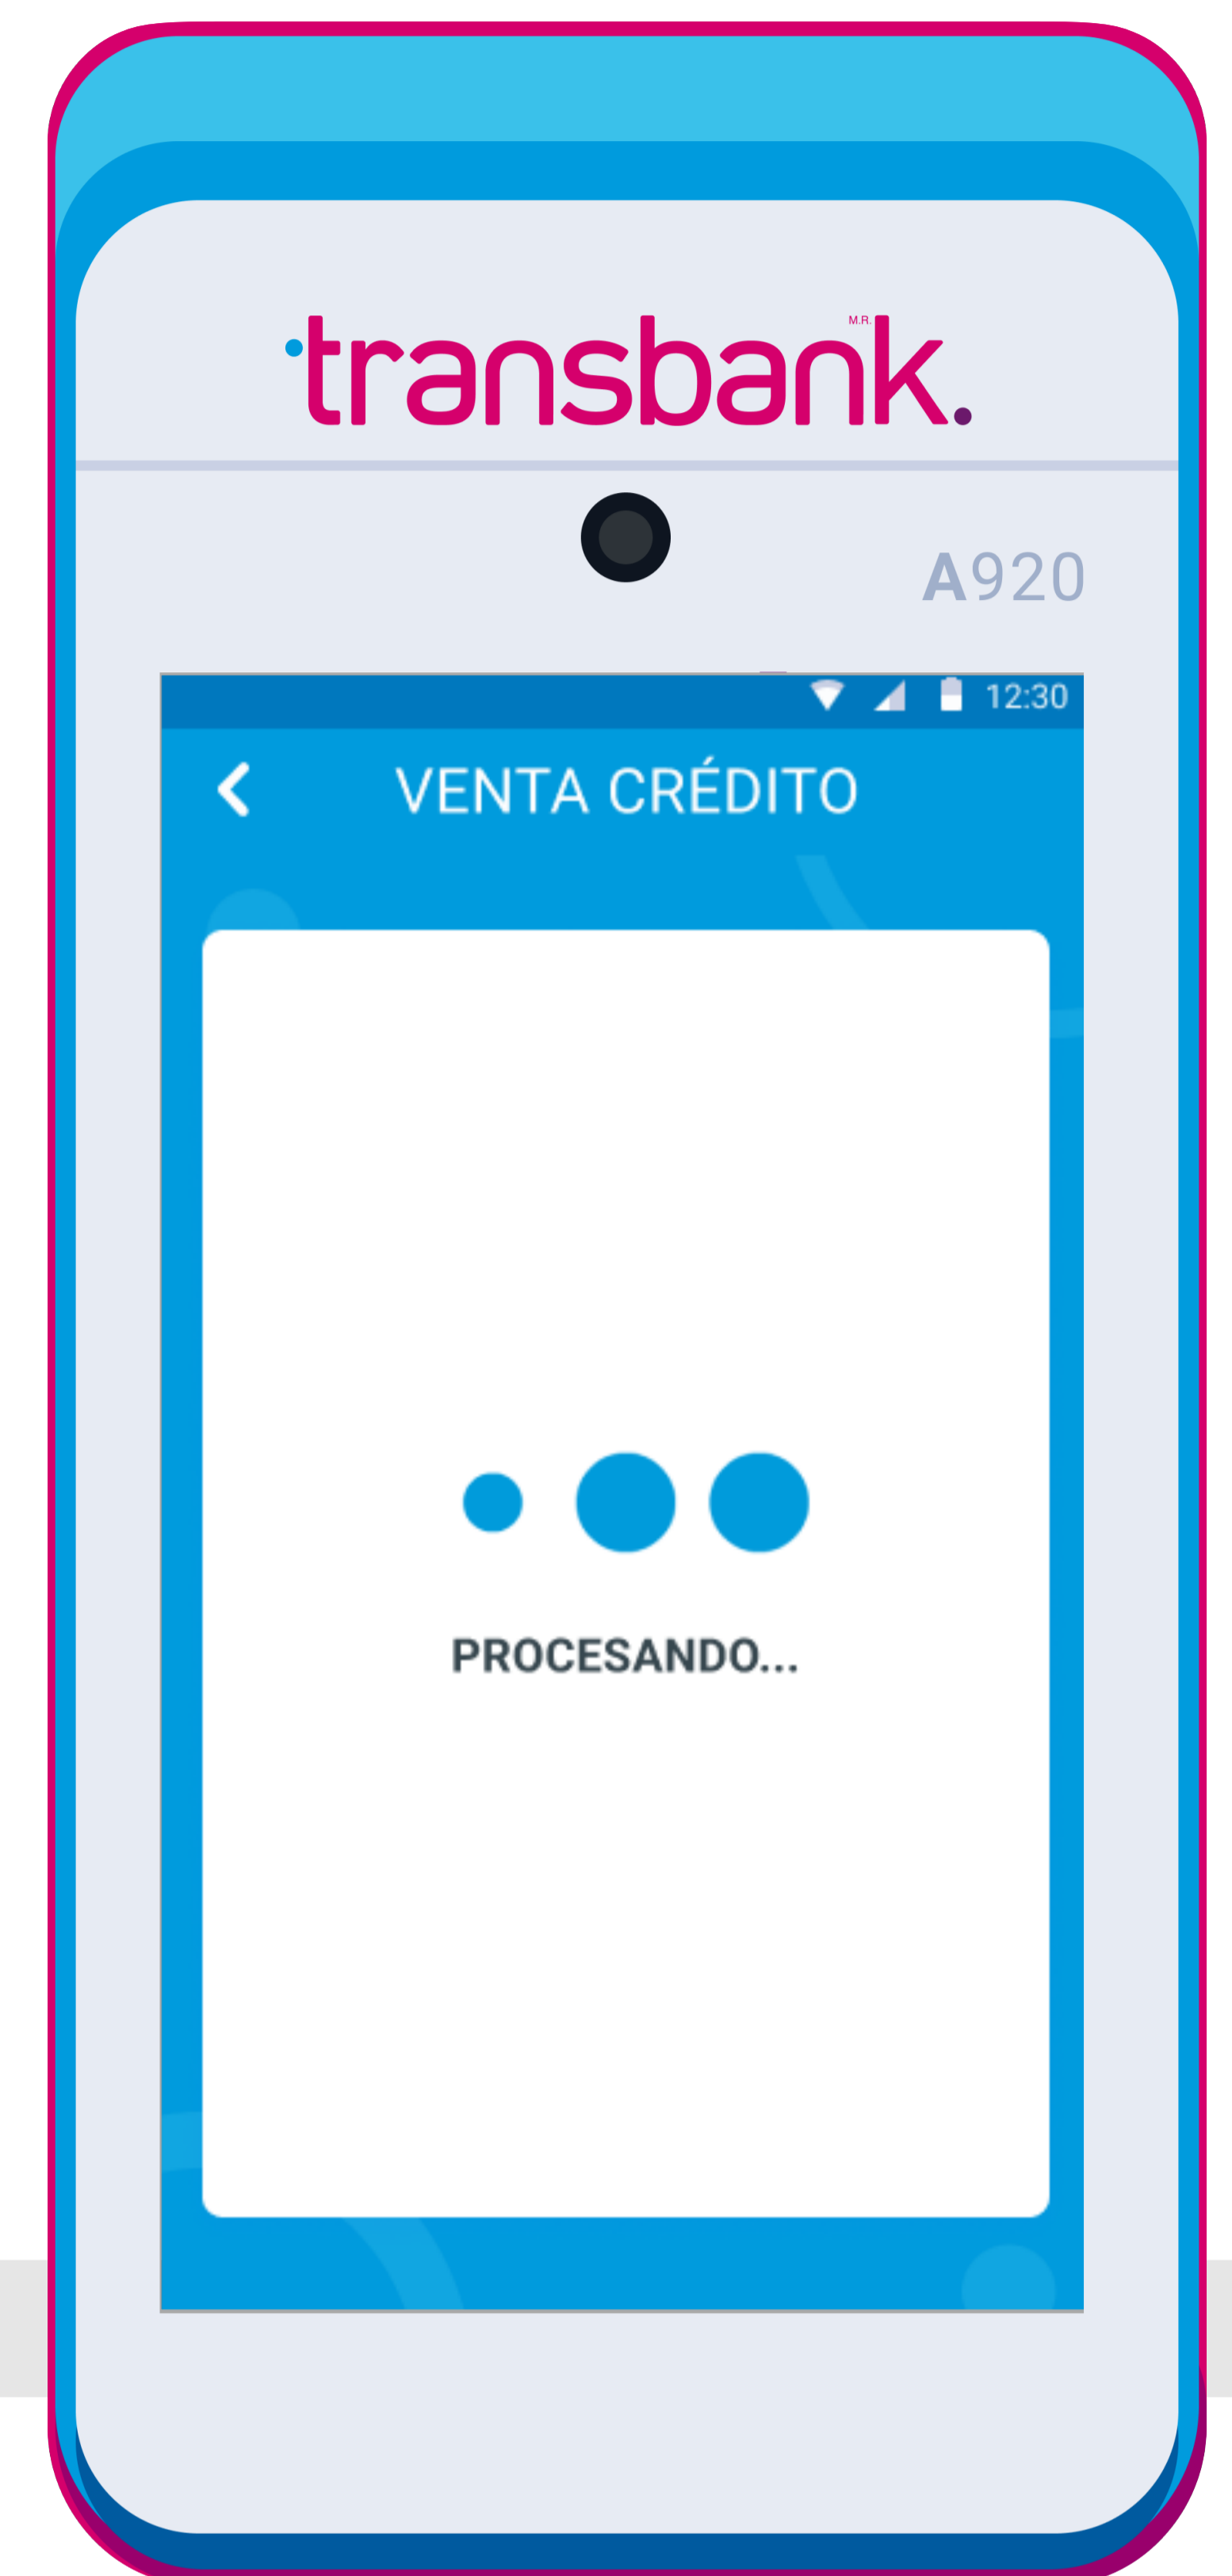 transbank.
M.R.
A920
12:30
VENTA CRÉDITO
PROCESANDO...